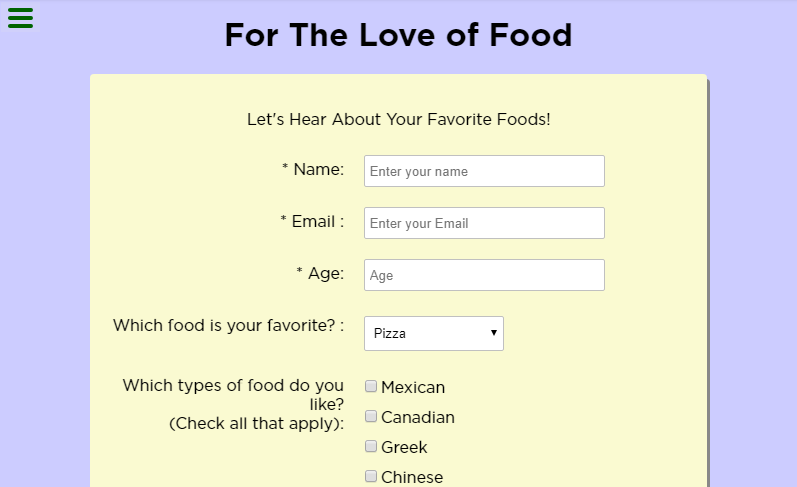 For The Love of Food
Let's Hear About Your Favorite Foods!
* Name:
Enter your name
* Email :
Enter your Email
* Age:
Age
Which food is your favorite? :
Pizza
Which types of food do you
like?
(Check all that apply):
Mexican
Canadian
Greek
Chinese